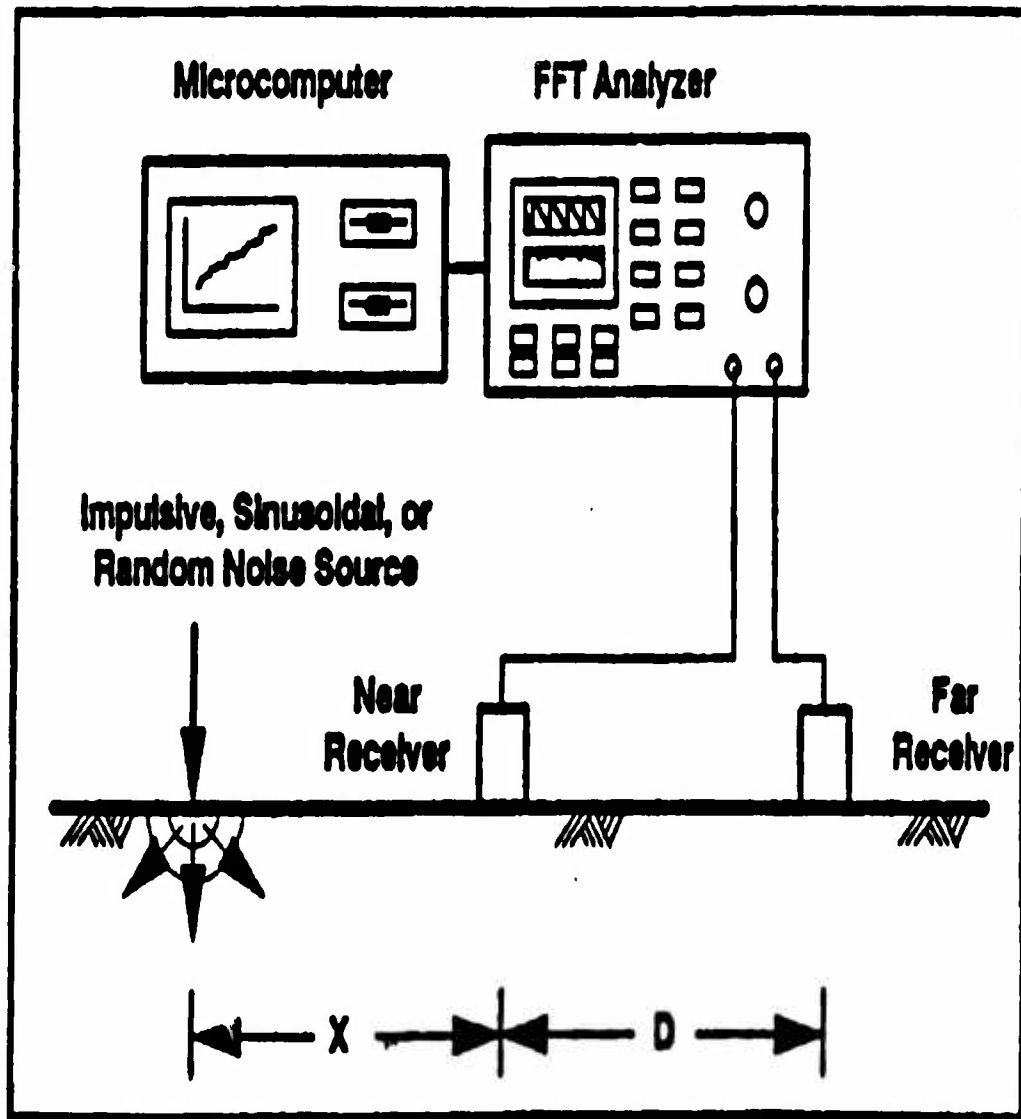 Microcomputer
FFT Analyzer
Impulsive, Sinusoidal, or
Random Noise Source
Near
Receiver
Far
Receiver
X
D